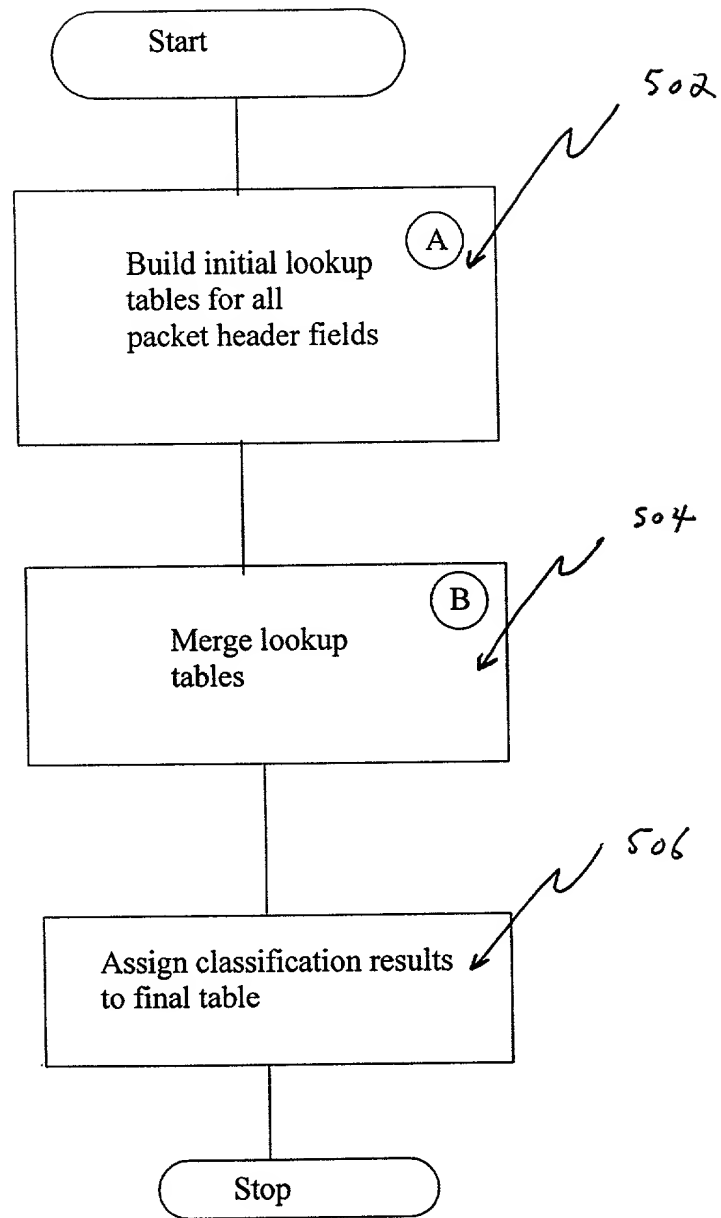 Start
502
A
Build initial lookup
tables for all
packet header fields
504
B
Merge lookup
tables
506
Assign classification results
to final table
Stop